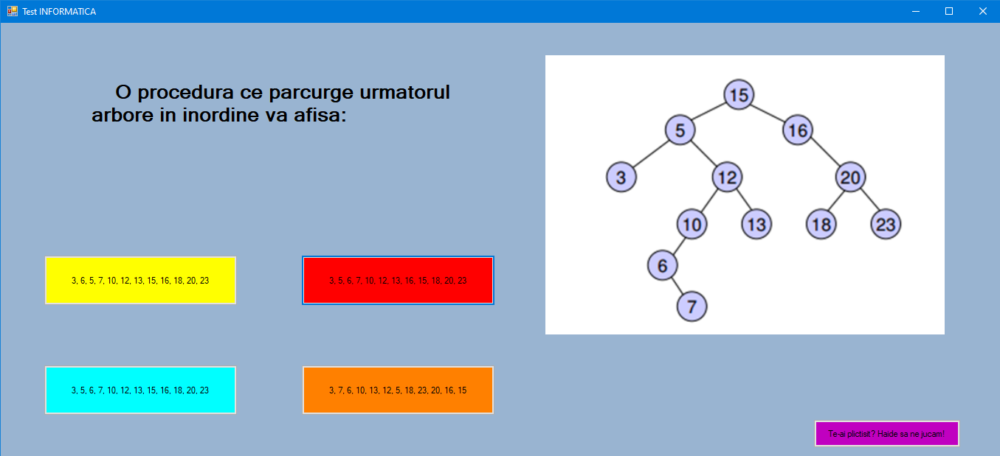 Test INFORMATICA
O procedura ce parcurge urmatorul
arbore in inordine va afisa:
15
5
16
3
12
20
10
13
18
23
6
7
3, 6, 5, 7, 10, 12, 13, 15, 16, 18, 20, 23
3, 5, 6, 7, 10, 12, 13, 16, 15, 18, 20, 23
3, 5, 6, 7, 10, 12, 13, 15, 16, 18, 20, 23
3, 7, 6, 10, 13, 12, 5, 18, 23, 20, 16, 15
Te-ai plictisit? Haide sa ne jucam!